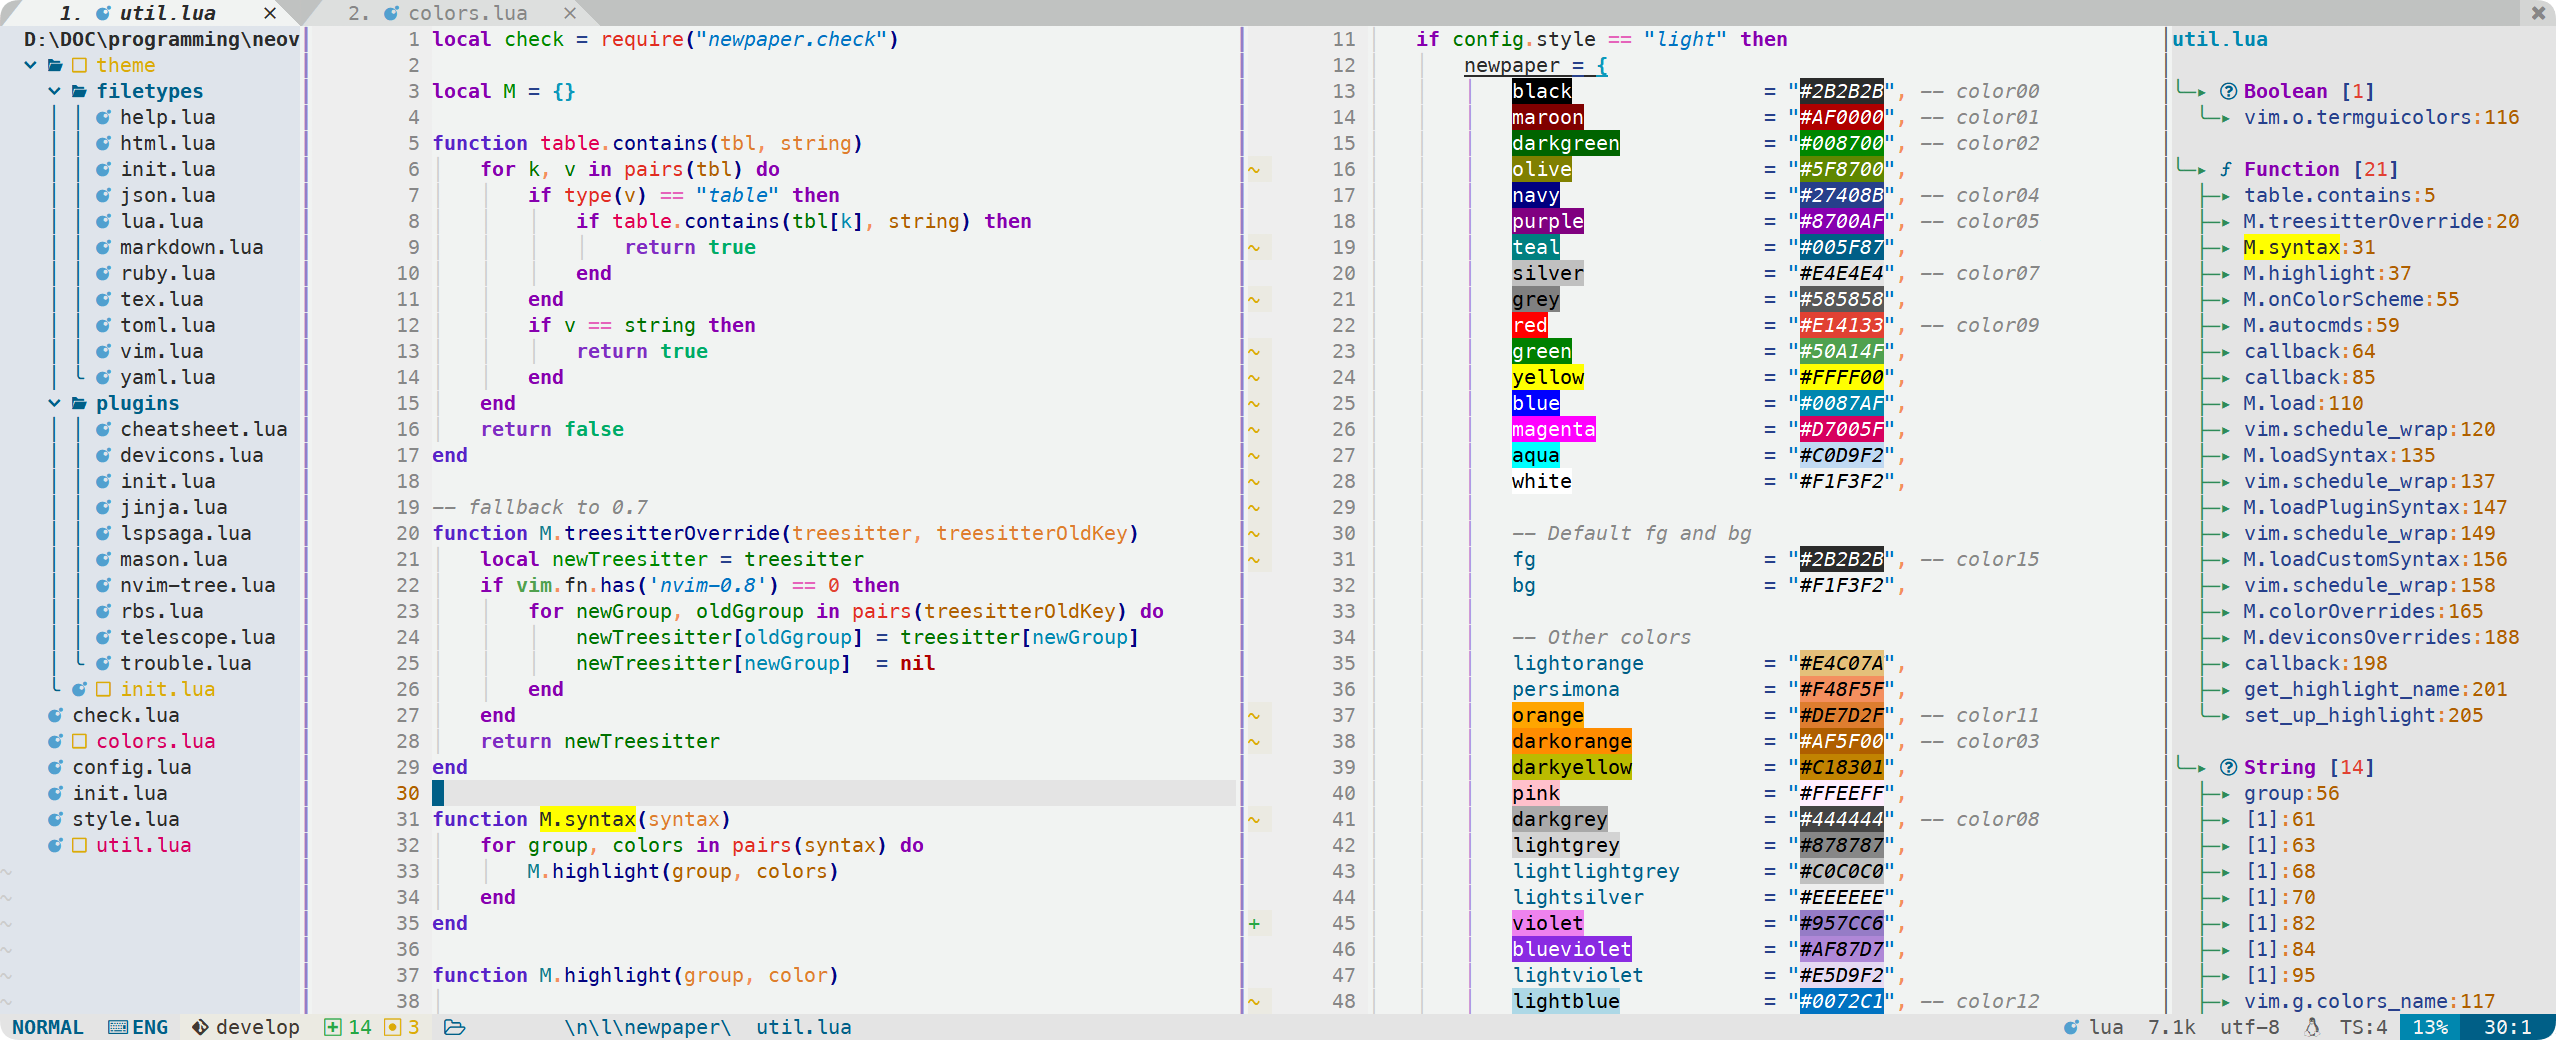 1. util.lua ×
2. colors.lua ×
✖
D:\DOC\programming\neov
theme
filetypes
help.lua
html.lua
init.lua
json.lua
lua.lua
markdown.lua
ruby.lua
tex.lua
toml.lua
vim.lua
yaml.lua
plugins
cheatsheet.lua
devicons.lua
init.lua
jinja.lua
lspsaga.lua
mason.lua
nvim-tree.lua
rbs.lua
telescope.lua
trouble.lua
init.lua
check.lua
colors.lua
config.lua
init.lua
style.lua
util.lua
~
~
~
~
~
~
1 local check = require("newpaper.check")
2
3 local M = {}
4
5 function table.contains(tbl, string)
6     for k, v in pairs(tbl) do
7         if type(v) == "table" then
8             if table.contains(tbl[k], string) then
9                 return true
10             end
11         end
12         if v == string then
13             return true
14         end
15     end
16     return false
17 end
18
19 -- fallback to 0.7
20 function M.treesitterOverride(treesitter, treesitterOldKey)
21     local newTreesitter = treesitter
22     if vim.fn.has('nvim-0.8') == 0 then
23         for newGroup, oldGgroup in pairs(treesitterOldKey) do
24             newTreesitter[oldGgroup] = treesitter[newGroup]
25             newTreesitter[newGroup]  = nil
26         end
27     end
28     return newTreesitter
29 end
30
31 function M.syntax(syntax)
32     for group, colors in pairs(syntax) do
33         M.highlight(group, colors)
34     end
35 end
36
37 function M.highlight(group, color)
38
11 if config.style == "light" then
12     newpaper = {
13         black = "#2B2B2B", -- color00
14         maroon = "#AF0000", -- color01
15         darkgreen = "#008700", -- color02
~ 16         olive = "#5F8700",
17         navy = "#27408B", -- color04
18         purple = "#8700AF", -- color05
~ 19         teal = "#005F87",
20         silver = "#E4E4E4", -- color07
~ 21         grey = "#585858",
22         red = "#E14133", -- color09
~ 23         green = "#50A14F",
~ 24         yellow = "#FFFF00",
~ 25         blue = "#0087AF",
~ 26         magenta = "#D7005F",
~ 27         aqua = "#C0D9F2",
~ 28         white = "#F1F3F2",
~ 29
~ 30         -- Default fg and bg
~ 31         fg = "#2B2B2B", -- color15
32         bg = "#F1F3F2",
33
34         -- Other colors
35         lightorange = "#E4C07A",
36         persimona = "#F48F5F",
~ 37         orange = "#DE7D2F", -- color11
~ 38         darkorange = "#AF5F00", -- color03
39         darkyellow = "#C18301",
40         pink = "#FFEEFF",
~ 41         darkgrey = "#444444", -- color08
42         lightgrey = "#878787",
43         lightlightgrey = "#C0C0C0",
44         lightsilver = "#EEEEEE",
+ 45         violet = "#957CC6",
46         blueviolet = "#AF87D7",
47         lightviolet = "#E5D9F2",
~ 48         lightblue = "#0072C1", -- color12
util.lua
Boolean [1]
vim.o.termguicolors:116
ƒ Function [21]
table.contains:5
M.treesitterOverride:20
M.syntax:31
M.highlight:37
M.onColorScheme:55
M.autocmds:59
callback:64
callback:85
M.load:110
vim.schedule_wrap:120
M.loadSyntax:135
vim.schedule_wrap:137
M.loadPluginSyntax:147
vim.schedule_wrap:149
M.loadCustomSyntax:156
vim.schedule_wrap:158
M.colorOverrides:165
M.deviconsOverrides:188
callback:198
get_highlight_name:201
set_up_highlight:205
String [14]
group:56
[1]:61
[1]:63
[1]:68
[1]:70
[1]:82
[1]:84
[1]:95
vim.g.colors_name:117
NORMAL ENG develop 14 3 \n\l\newpaper\ util.lua lua 7.1k utf-8 TS:4 13% 30:1